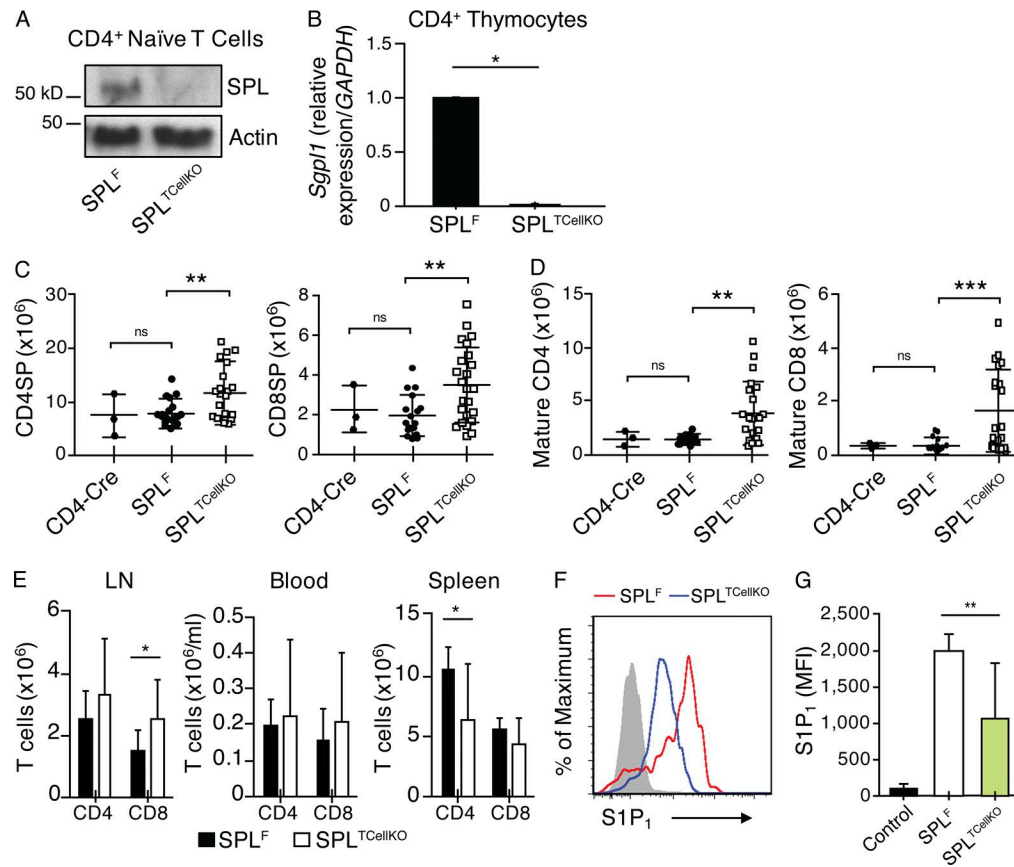 A
CD4⁺ Naïve T Cells
50 kD
SPL
50
Actin
SPLᶠ
SPLᵀᶜᵉˡˡᴷᴼ
B
CD4⁺ Thymocytes
Sgpl1 (relative
expression/GAPDH)
1.5
1.0
0.5
0
*
SPLᶠ
SPLᵀᶜᵉˡˡᴷᴼ
C
CD4SP (x10⁶)
30
20
10
0
ns
**
CD4-Cre
SPLᶠ
SPLᵀᶜᵉˡˡᴷᴼ
CD8SP (x10⁶)
8
6
4
2
0
ns
**
CD4-Cre
SPLᶠ
SPLᵀᶜᵉˡˡᴷᴼ
D
Mature CD4 (x10⁶)
15
10
5
0
ns
**
CD4-Cre
SPLᶠ
SPLᵀᶜᵉˡˡᴷᴼ
Mature CD8 (x10⁶)
8
6
2
0
ns
***
CD4-Cre
SPLᶠ
SPLᵀᶜᵉˡˡᴷᴼ
E
LN
T cells (x10⁶)
6
4
2
0
*
CD4
CD8
Blood
T cells (x10⁶/ml)
0.5
0.4
0.3
0.2
0.1
0
CD4
CD8
Spleen
T cells (x10⁶)
15
10
5
0
*
CD4
CD8
SPLᶠ
SPLᵀᶜᵉˡˡᴷᴼ
F
SPLᶠ
SPLᵀᶜᵉˡˡᴷᴼ
% of Maximum
S1P₁
G
S1P₁ (MFI)
2,500
2,000
1,500
1,000
500
0
**
Control
SPLᶠ
SPLᵀᶜᵉˡˡᴷᴼ